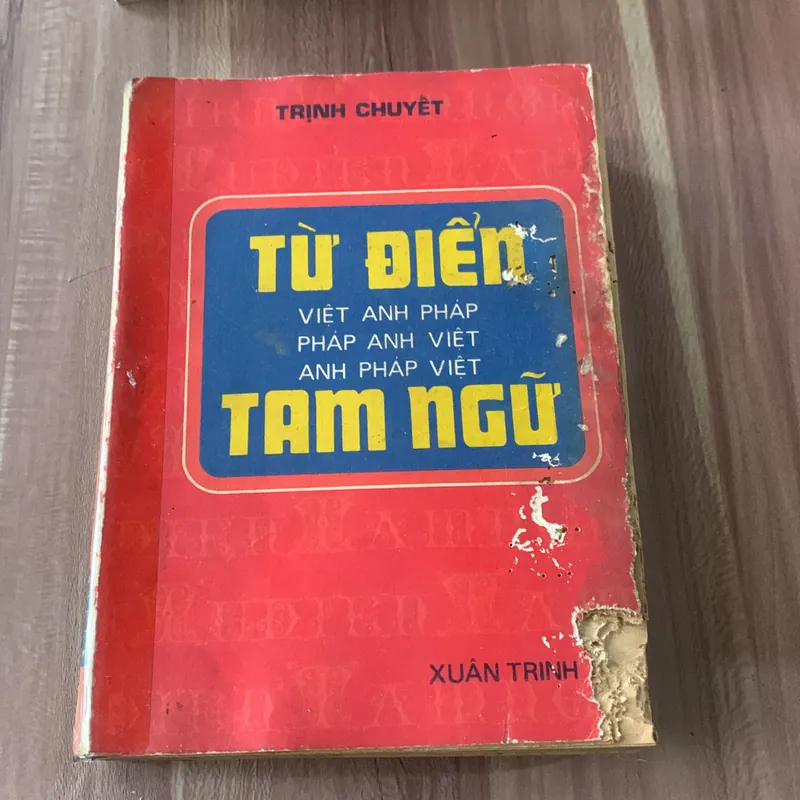 TRỊNH CHUYẾT
TỪ ĐIỂN
VIỆT ANH PHÁP
PHÁP ANH VIỆT
ANH PHÁP VIỆT
TAM NGỮ
XUÂN TRINH